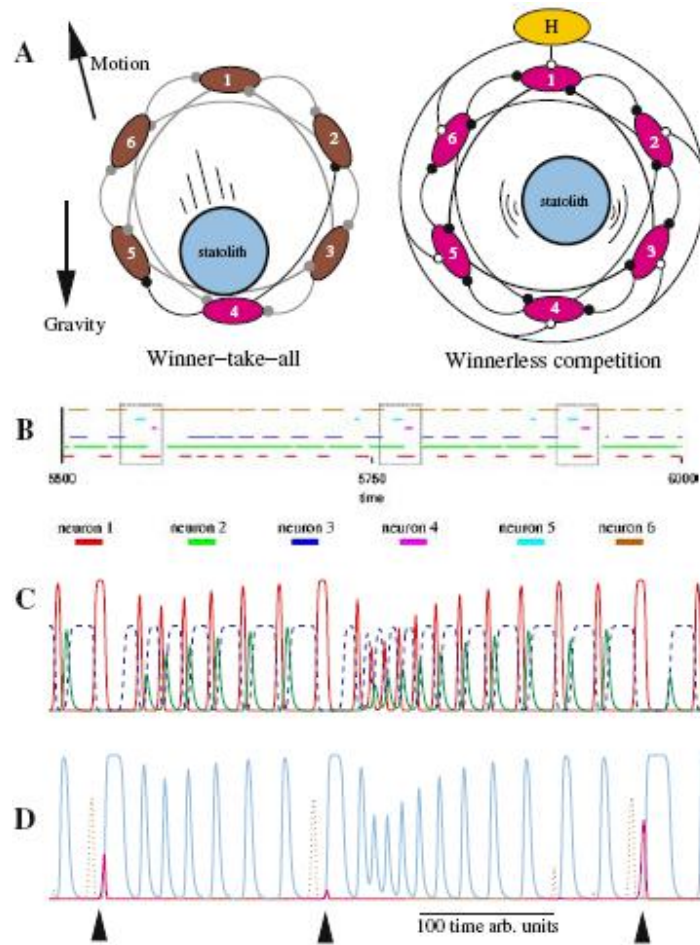 A
Motion
Gravity
1
2
3
4
5
6
statolith
Winner–take–all
H
1
2
3
4
5
6
statolith
Winnerless competition
B
5500
5750
6000
time
neuron 1
neuron 2
neuron 3
neuron 4
neuron 5
neuron 6
C
D
100 time arb. units